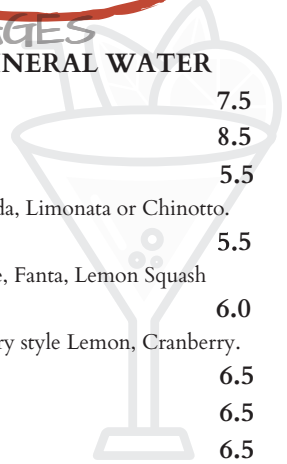 AGES
NERAL WATER
7.5
8.5
5.5
da, Limonata or Chinotto.
5.5
e, Fanta, Lemon Squash
6.0
ry style Lemon, Cranberry.
6.5
6.5
6.5